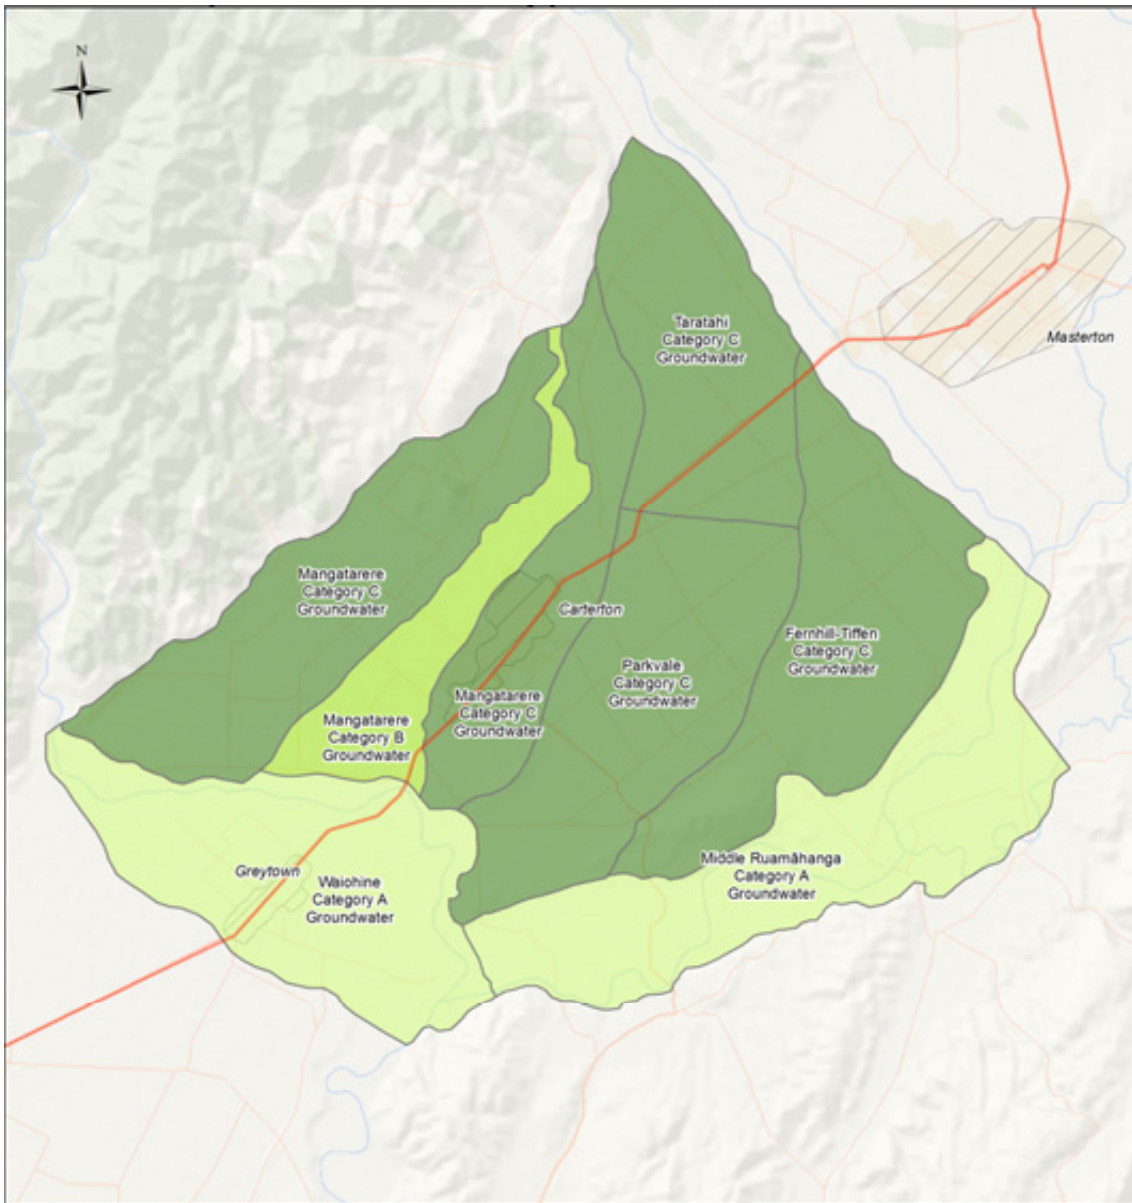 N
Taratahi
Category C
Groundwater
Masterton
Mangatarere
Category C
Groundwater
Carterton
Fernhill-Tiffen
Category C
Groundwater
Parkvale
Category C
Groundwater
Mangatarere
Category C
Groundwater
Mangatarere
Category B
Groundwater
Middle Ruamāhanga
Category A
Groundwater
Greytown
Waiohine
Category A
Groundwater